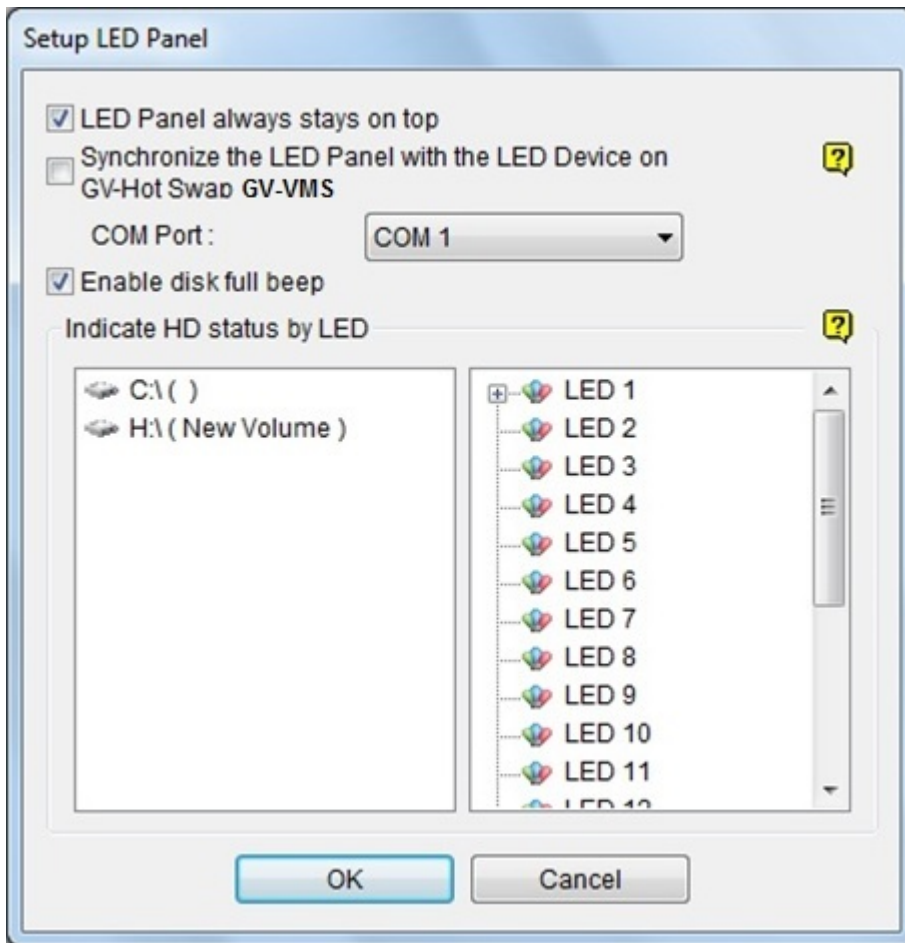 Setup LED Panel
LED Panel always stays on top
Synchronize the LED Panel with the LED Device on
GV-Hot Swap GV-VMS
COM Port :
COM 1
Enable disk full beep
Indicate HD status by LED
C:\ ( )
H:\ ( New Volume )
LED 1
LED 2
LED 3
LED 4
LED 5
LED 6
LED 7
LED 8
LED 9
LED 10
LED 11
LED 12
OK
Cancel